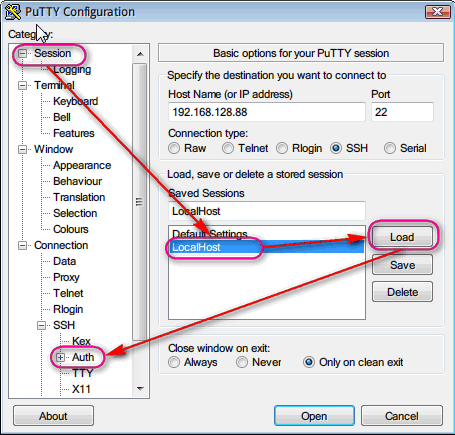 PuTTY Configuration
Category:
Session
Logging
Terminal
Keyboard
Bell
Features
Window
Appearance
Behaviour
Translation
Selection
Colours
Connection
Data
Proxy
Telnet
Rlogin
SSH
Kex
Auth
TTY
X11
Basic options for your PuTTY session
Specify the destination you want to connect to
Host Name (or IP address) Port
192.168.128.88 22
Connection type:
Raw Telnet Rlogin SSH Serial
Load, save or delete a stored session
Saved Sessions
LocalHost
Default Settings
LocalHost
Load
Save
Delete
Close window on exit:
Always Never Only on clean exit
About Open Cancel